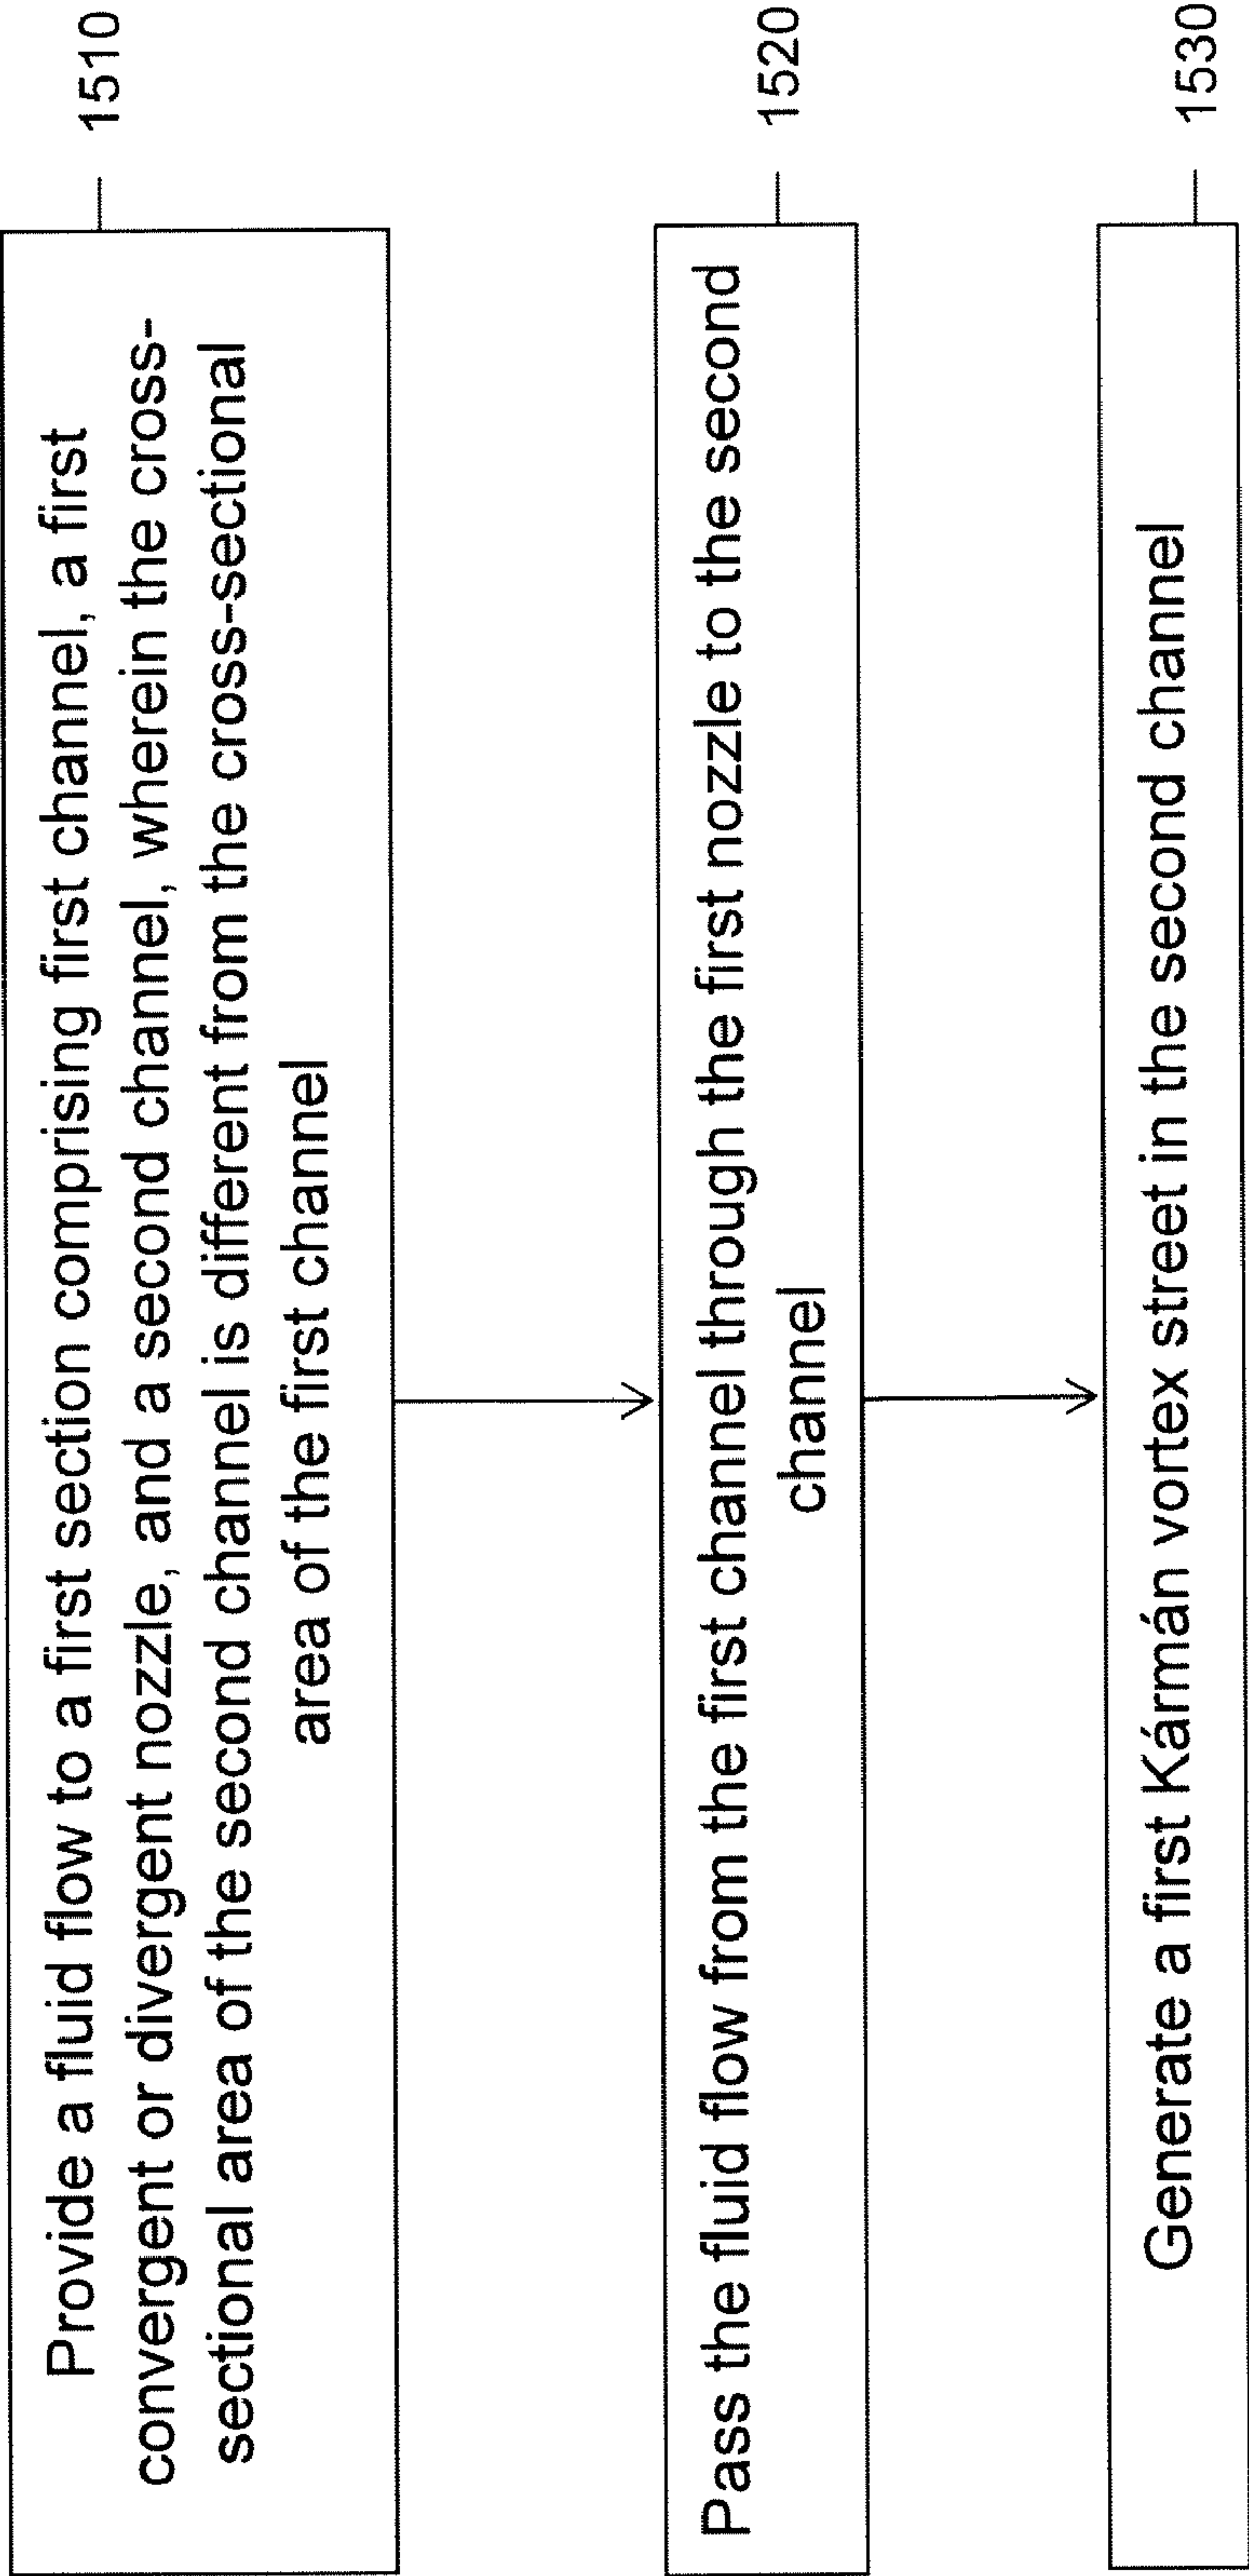 Provide a fluid flow to a first section comprising first channel, a first
convergent or divergent nozzle, and a second channel, wherein the cross-
sectional area of the second channel is different from the cross-sectional
area of the first channel
1510
Pass the fluid flow from the first channel through the first nozzle to the second
channel
1520
Generate a first Kármán vortex street in the second channel
1530